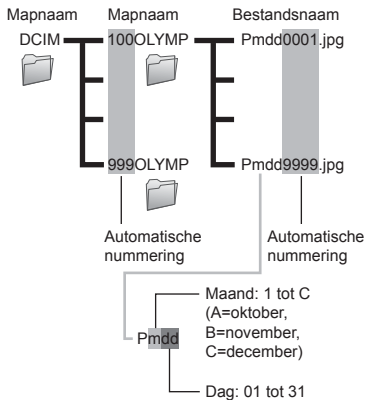 Mapnaam Mapnaam Bestandsnaam
DCIM 100OLYMP Pmdd0001.jpg
999OLYMP Pmdd9999.jpg
Automatische nummering
Automatische nummering
Maand: 1 tot C
(A=oktober,
B=november,
C=december)
Pmdd
Dag: 01 tot 31